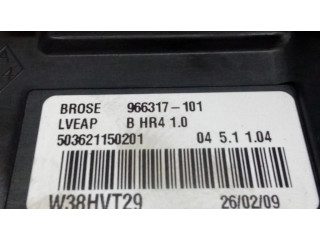 BROSE 966317-101
LVEAP B HR4 1.0
503621150201 04 5.1 1.04
W38HVT29 26/02/09